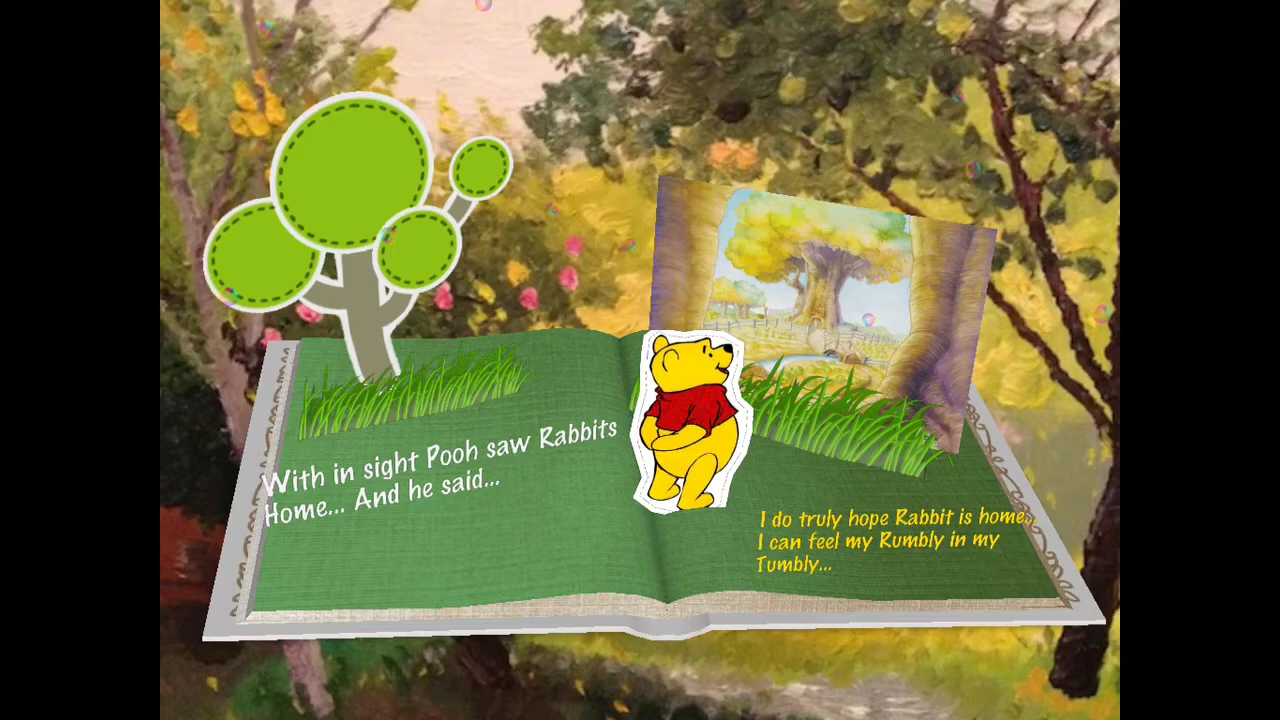 With in sight Pooh saw Rabbits
Home... And he said...
I do truly hope Rabbit is home...
I can feel my Rumbly in my
Tumbly...